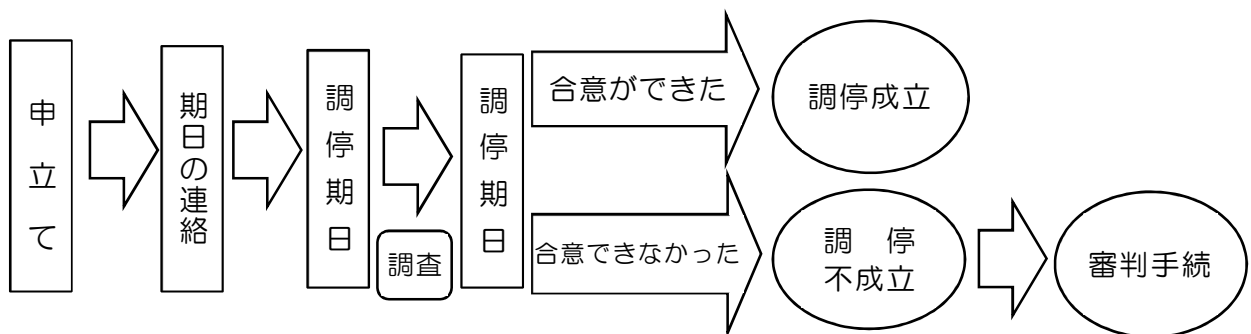 申立て
期日の連絡
調停期日
調査
調停期日
合意ができた
調停成立
合意できなかった
調 停
不成立
審判手続